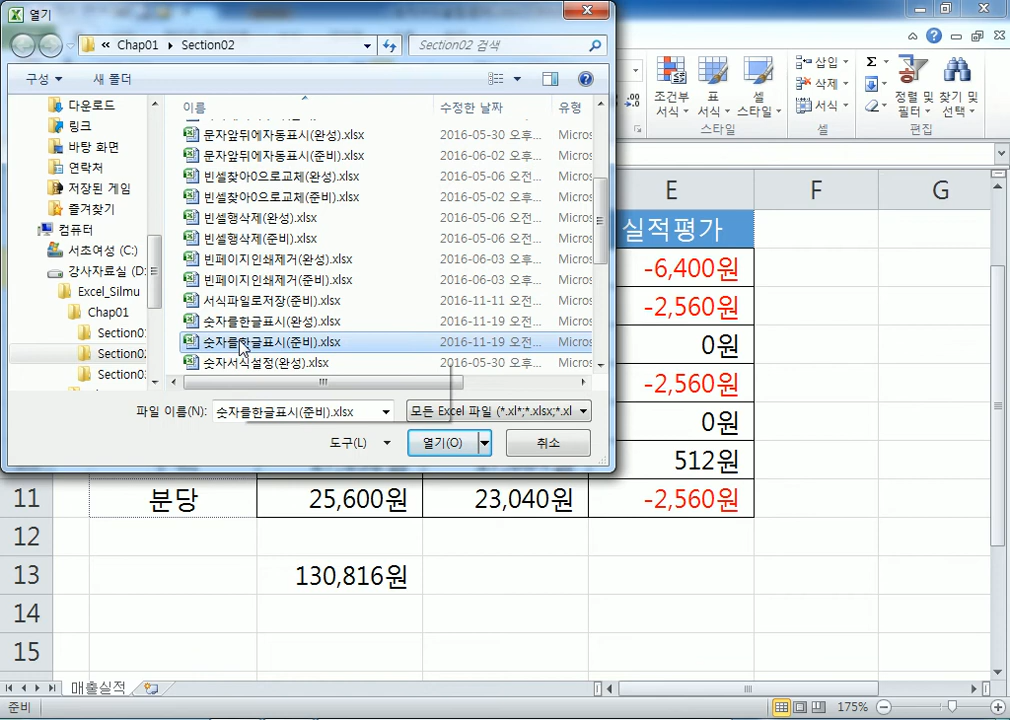 열기
« Chap01 ▸ Section02
Section02 검색
구성
새 폴더
삽입
삭제
서식
조건부
서식
표
서식
셀
스타일
정렬 및
필터
찾기 및
선택
스타일
셀
편집
다운로드
링크
바탕 화면
연락처
저장된 게임
즐겨찾기
컴퓨터
서초여성 (C:)
강사자료실 (D:
Excel_Silmu
Chap01
Section0
Section02
Section0
이름
수정한 날짜
유형
문자앞뒤에자동표시(완성).xlsx 2016-05-30 오후... Micros
문자앞뒤에자동표시(준비).xlsx 2016-06-02 오후... Micros
빈셀찾아0으로교체(완성).xlsx 2016-05-06 오후... Micros
빈셀찾아0으로교체(준비).xlsx 2016-05-02 오후... Micros
빈셀행삭제(완성).xlsx 2016-05-06 오후... Micros
빈셀행삭제(준비).xlsx 2016-05-06 오후... Micros
빈페이지인쇄제거(완성).xlsx 2016-06-03 오후... Micros
빈페이지인쇄제거(준비).xlsx 2016-06-03 오후... Micros
서식파일로저장(준비).xlsx 2016-11-11 오전... Micros
숫자를한글표시(완성).xlsx 2016-11-19 오전... Micros
숫자를한글표시(준비).xlsx 2016-11-19 오전... Micros
숫자서식설정(완성).xlsx 2016-05-30 오후... Micros
파일 이름(N):
숫자를한글표시(준비).xlsx
모든 Excel 파일 (*.xl*;*.xlsx;*.xl
도구(L)
열기(O)
취소
E F G
실적평가
-6,400원
-2,560원
0원
-2,560원
0원
512원
11 분당 25,600원 23,040원 -2,560원
12
13 130,816원
14
15
매출실적
준비
175%